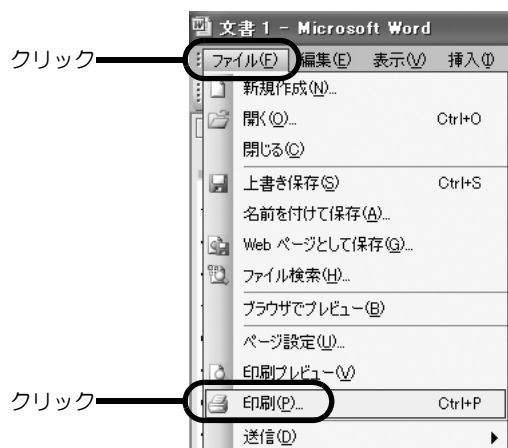 文書 1 - Microsoft Word
クリック
ファイル(F) 編集(E) 表示(V) 挿入(I
新規作成(N)...
開く(O)... Ctrl+O
閉じる(C)
上書き保存(S) Ctrl+S
名前を付けて保存(A)...
Web ページとして保存(G)...
ファイル検索(H)...
ブラウザでプレビュー(B)
ページ設定(U)...
印刷プレビュー(V)
クリック
印刷(P)... Ctrl+P
送信(D)